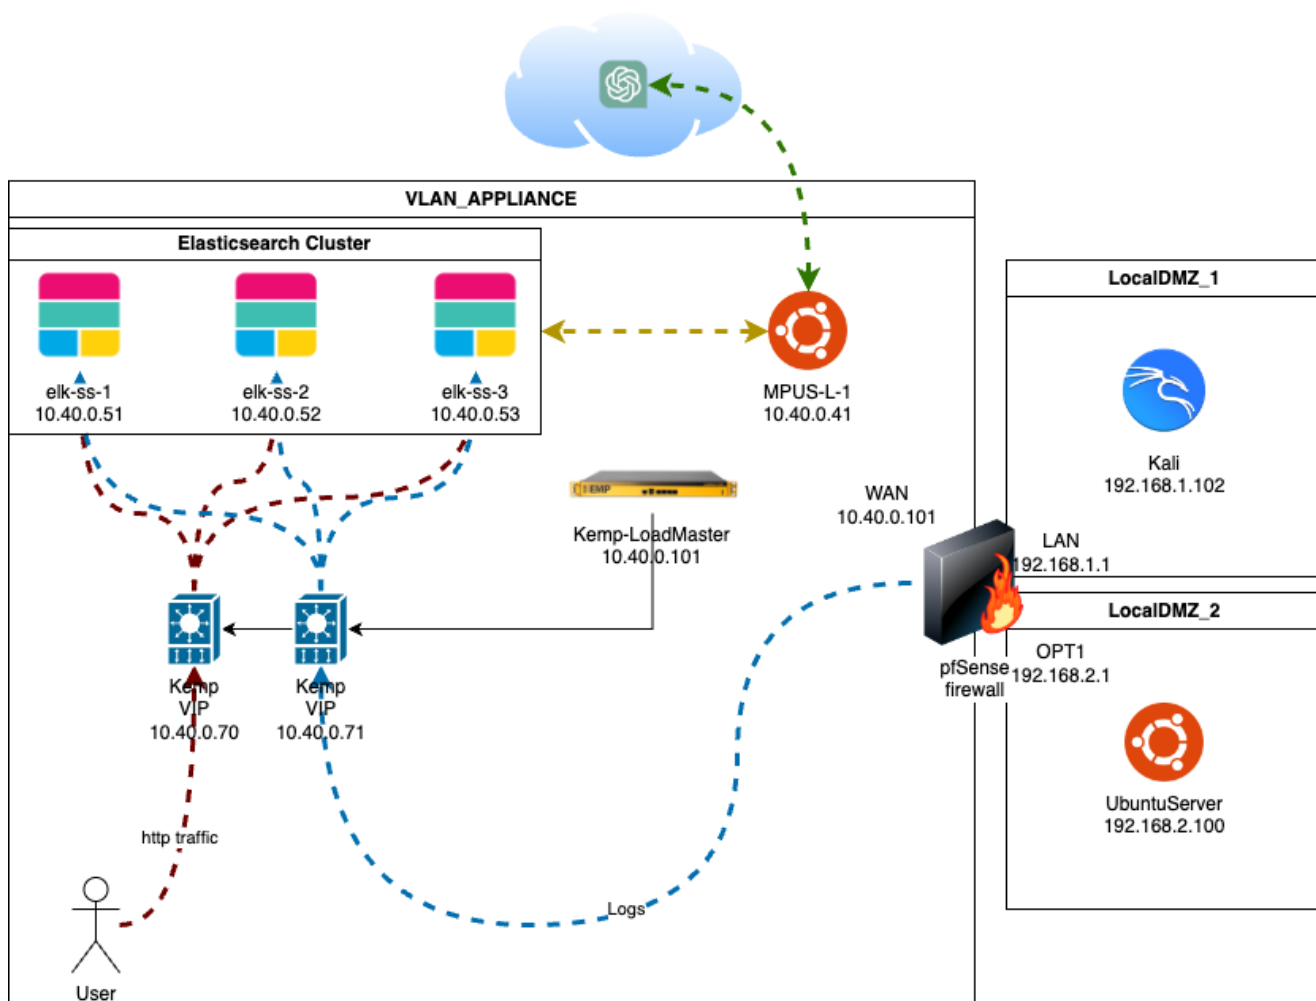 VLAN_APPLIANCE
Elasticsearch Cluster
elk-ss-1
10.40.0.51
elk-ss-2
10.40.0.52
elk-ss-3
10.40.0.53
MPUS-L-1
10.40.0.41
LocalDMZ_1
Kali
192.168.1.102
KEMP
Kemp-LoadMaster
10.40.0.101
WAN
10.40.0.101
LAN
192.168.1.1
LocalDMZ_2
pfSense
firewall
OPT1
192.168.2.1
Kemp
VIP
10.40.0.70
Kemp
VIP
10.40.0.71
UbuntuServer
192.168.2.100
http traffic
Logs
User